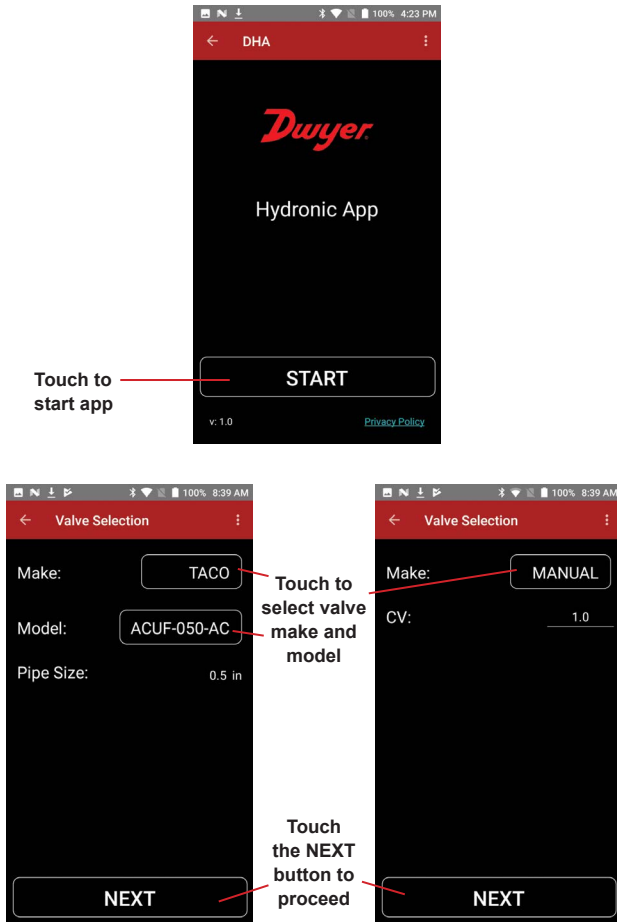 100% 4:23 PM
DHA
Dwyer
Hydronic App
Touch to
start app
START
v: 1.0
Privacy Policy
100% 8:39 AM
Valve Selection
Make:
TACO
Model:
ACUF-050-AC
Pipe Size:
0.5 in
NEXT
Touch to
select valve
make and
model
Touch
the NEXT
button to
proceed
100% 8:39 AM
Valve Selection
Make:
MANUAL
CV:
1.0
NEXT